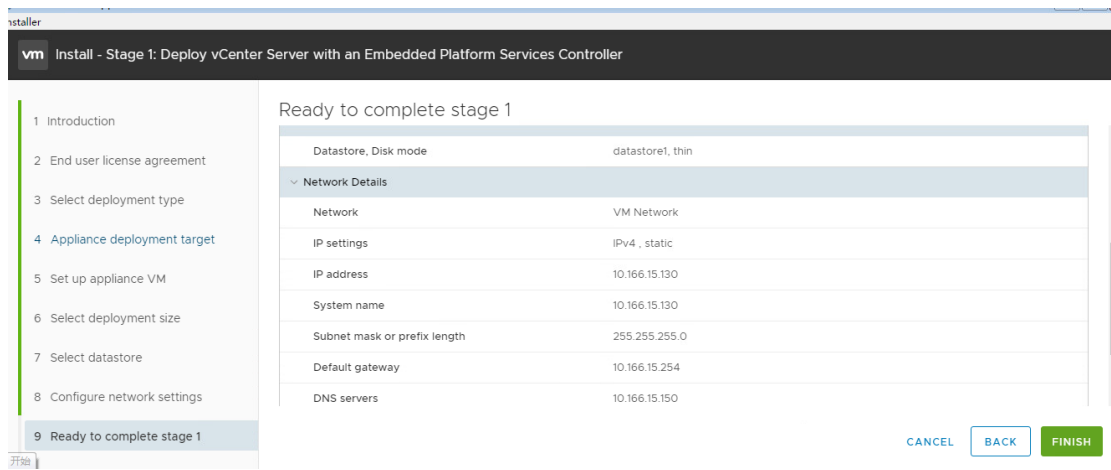 nstaller
vm Install - Stage 1: Deploy vCenter Server with an Embedded Platform Services Controller
1 Introduction
2 End user license agreement
3 Select deployment type
4 Appliance deployment target
5 Set up appliance VM
6 Select deployment size
7 Select datastore
8 Configure network settings
9 Ready to complete stage 1
开始
Ready to complete stage 1
Datastore, Disk mode datastore1, thin
Network Details
Network VM Network
IP settings IPv4 , static
IP address 10.166.15.130
System name 10.166.15.130
Subnet mask or prefix length 255.255.255.0
Default gateway 10.166.15.254
DNS servers 10.166.15.150
CANCEL BACK FINISH